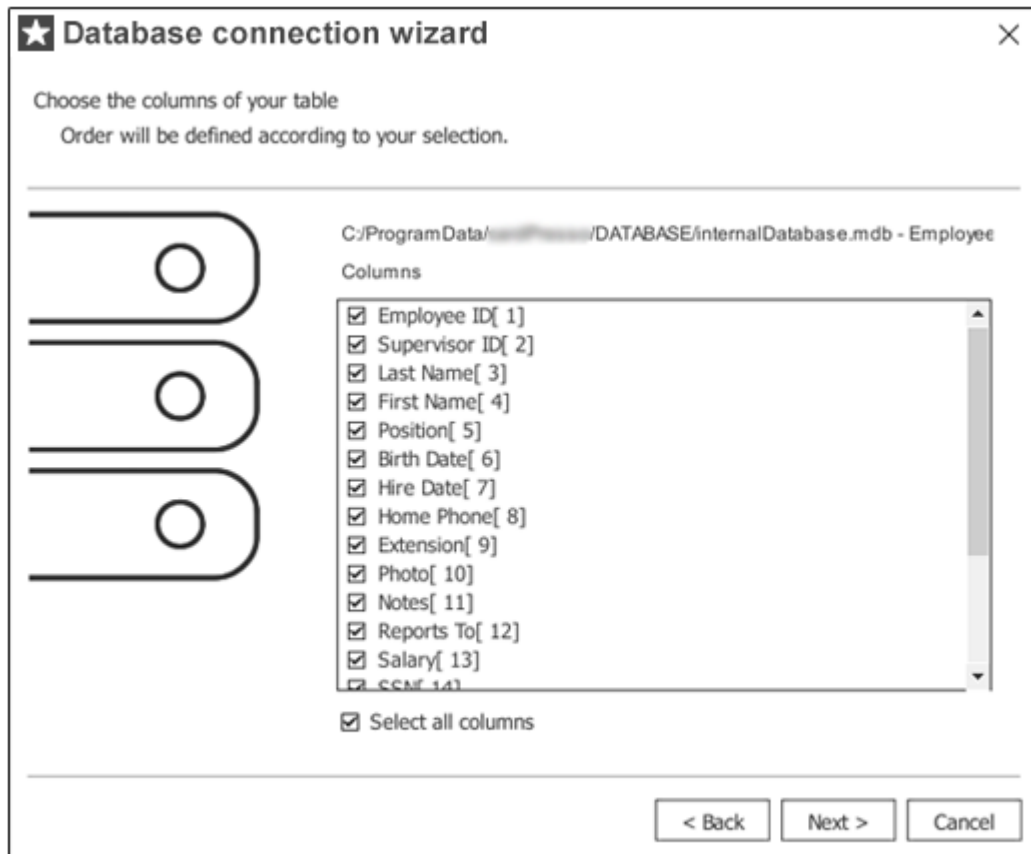 Database connection wizard
Choose the columns of your table
Order will be defined according to your selection.
C:/ProgramData/ /DATABASE/internalDatabase.mdb - Employee
Columns
Employee ID[ 1]
Supervisor ID[ 2]
Last Name[ 3]
First Name[ 4]
Position[ 5]
Birth Date[ 6]
Hire Date[ 7]
Home Phone[ 8]
Extension[ 9]
Photo[ 10]
Notes[ 11]
Reports To[ 12]
Salary[ 13]
SSN[ 14]
Select all columns
< Back Next > Cancel